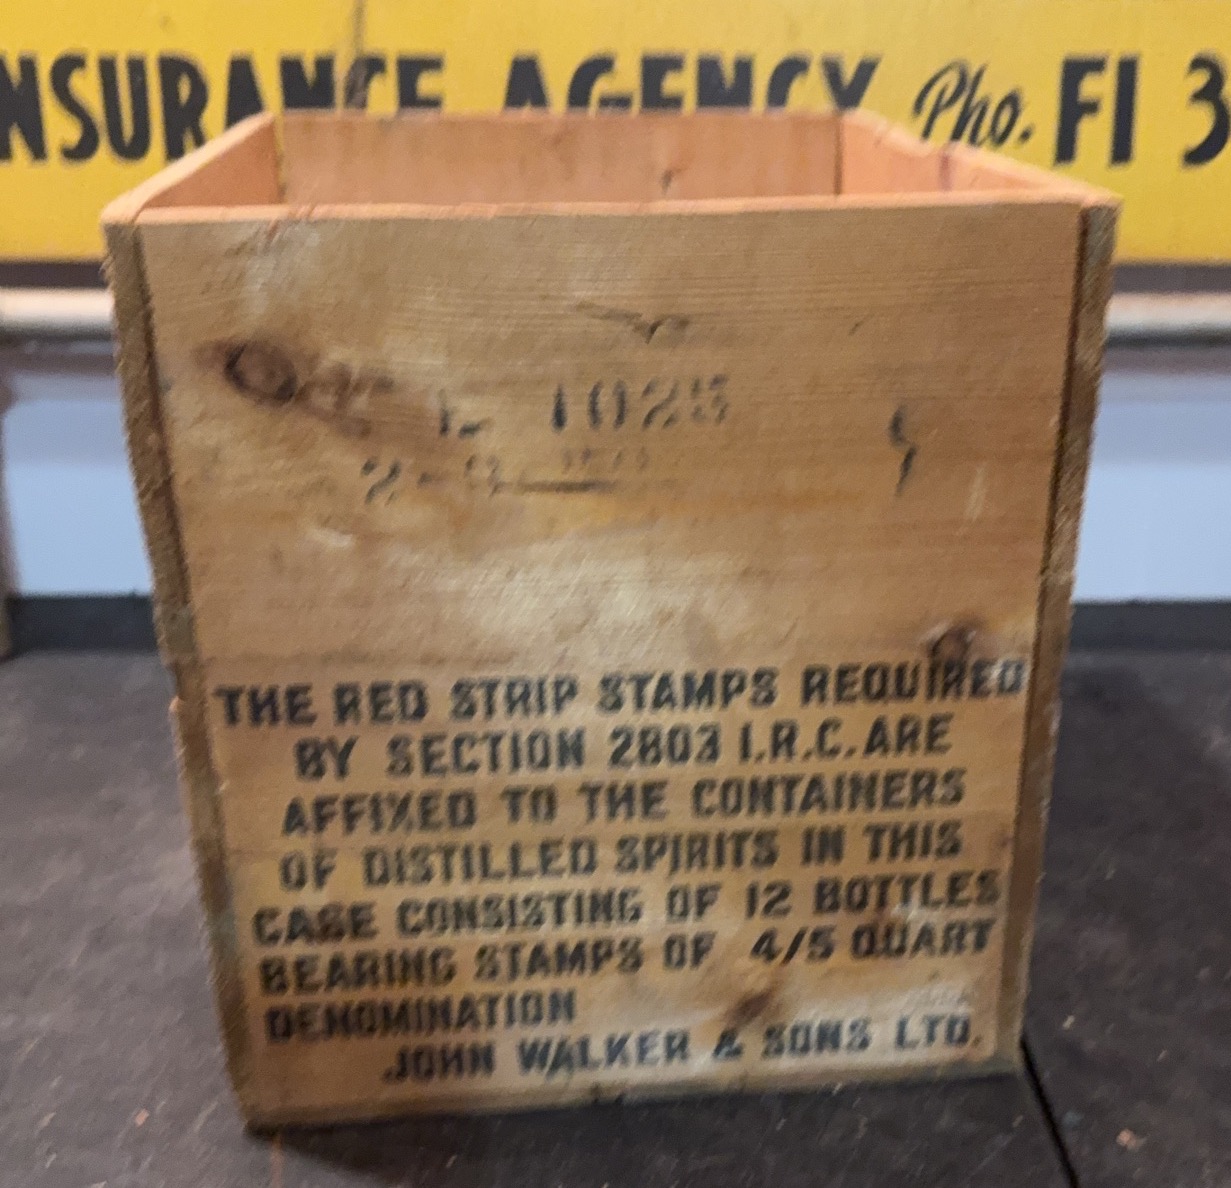 INSURANCE AGENCY Pho. FI 3
L 1025
THE RED STRIP STAMPS REQUIRED
BY SECTION 2803 I.R.C. ARE
AFFIXED TO THE CONTAINERS
OF DISTILLED SPIRITS IN THIS
CASE CONSISTING OF 12 BOTTLES
BEARING STAMPS OF 4/5 QUART
DENOMINATION
JOHN WALKER & SONS LTD.